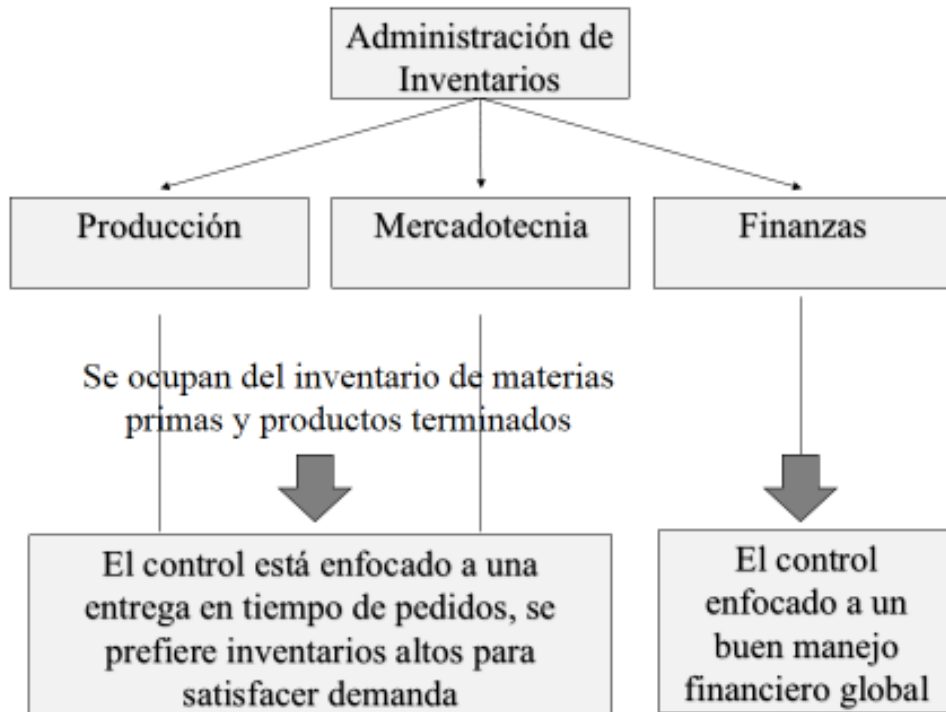 Administración de
Inventarios
Producción
Mercadotecnia
Finanzas
Se ocupan del inventario de materias
primas y productos terminados
El control está enfocado a una
entrega en tiempo de pedidos, se
prefiere inventarios altos para
satisfacer demanda
El control
enfocado a un
buen manejo
financiero global